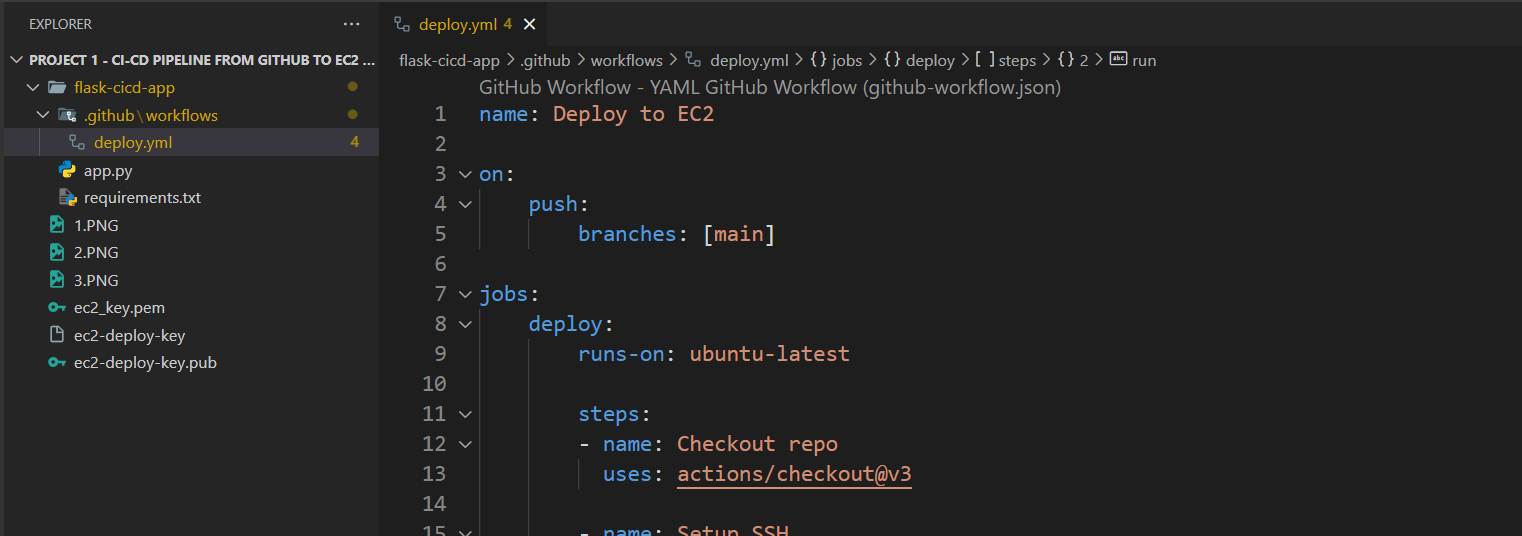 EXPLORER
...
PROJECT 1 - CI-CD PIPELINE FROM GITHUB TO EC2 ...
flask-cicd-app
.github\workflows
deploy.yml 4
app.py
requirements.txt
1.PNG
2.PNG
3.PNG
ec2_key.pem
ec2-deploy-key
ec2-deploy-key.pub
deploy.yml 4 ×
flask-cicd-app > .github > workflows > deploy.yml > {} jobs > {} deploy > [ ] steps > {} 2 > abc run
GitHub Workflow - YAML GitHub Workflow (github-workflow.json)
1 name: Deploy to EC2
2
3 on:
4 push:
5 branches: [main]
6
7 jobs:
8 deploy:
9 runs-on: ubuntu-latest
10
11 steps:
12 - name: Checkout repo
13 uses: actions/checkout@v3
14
15 - name: Setup SSH